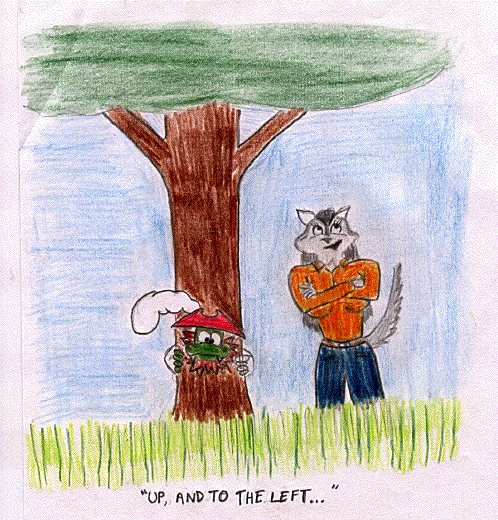 "UP, AND TO THE LEFT..."